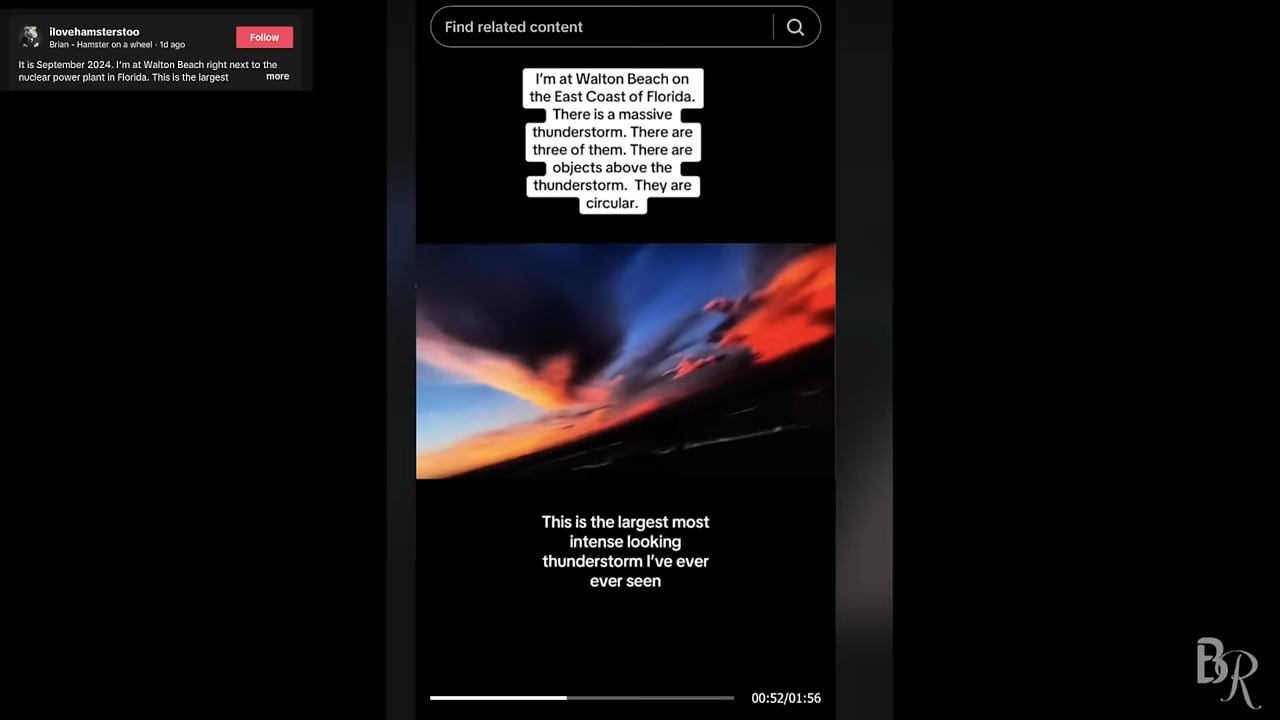 ilovehamsterstoo
Brian - Hamster on a wheel · 1d ago
Follow
It is September 2024. I'm at Walton Beach right next to the
nuclear power plant in Florida. This is the largest
more
Find related content
I'm at Walton Beach on
the East Coast of Florida.
There is a massive
thunderstorm. There are
three of them. There are
objects above the
thunderstorm.  They are
circular.
This is the largest most
intense looking
thunderstorm I've ever
ever seen
00:52/01:56
BR